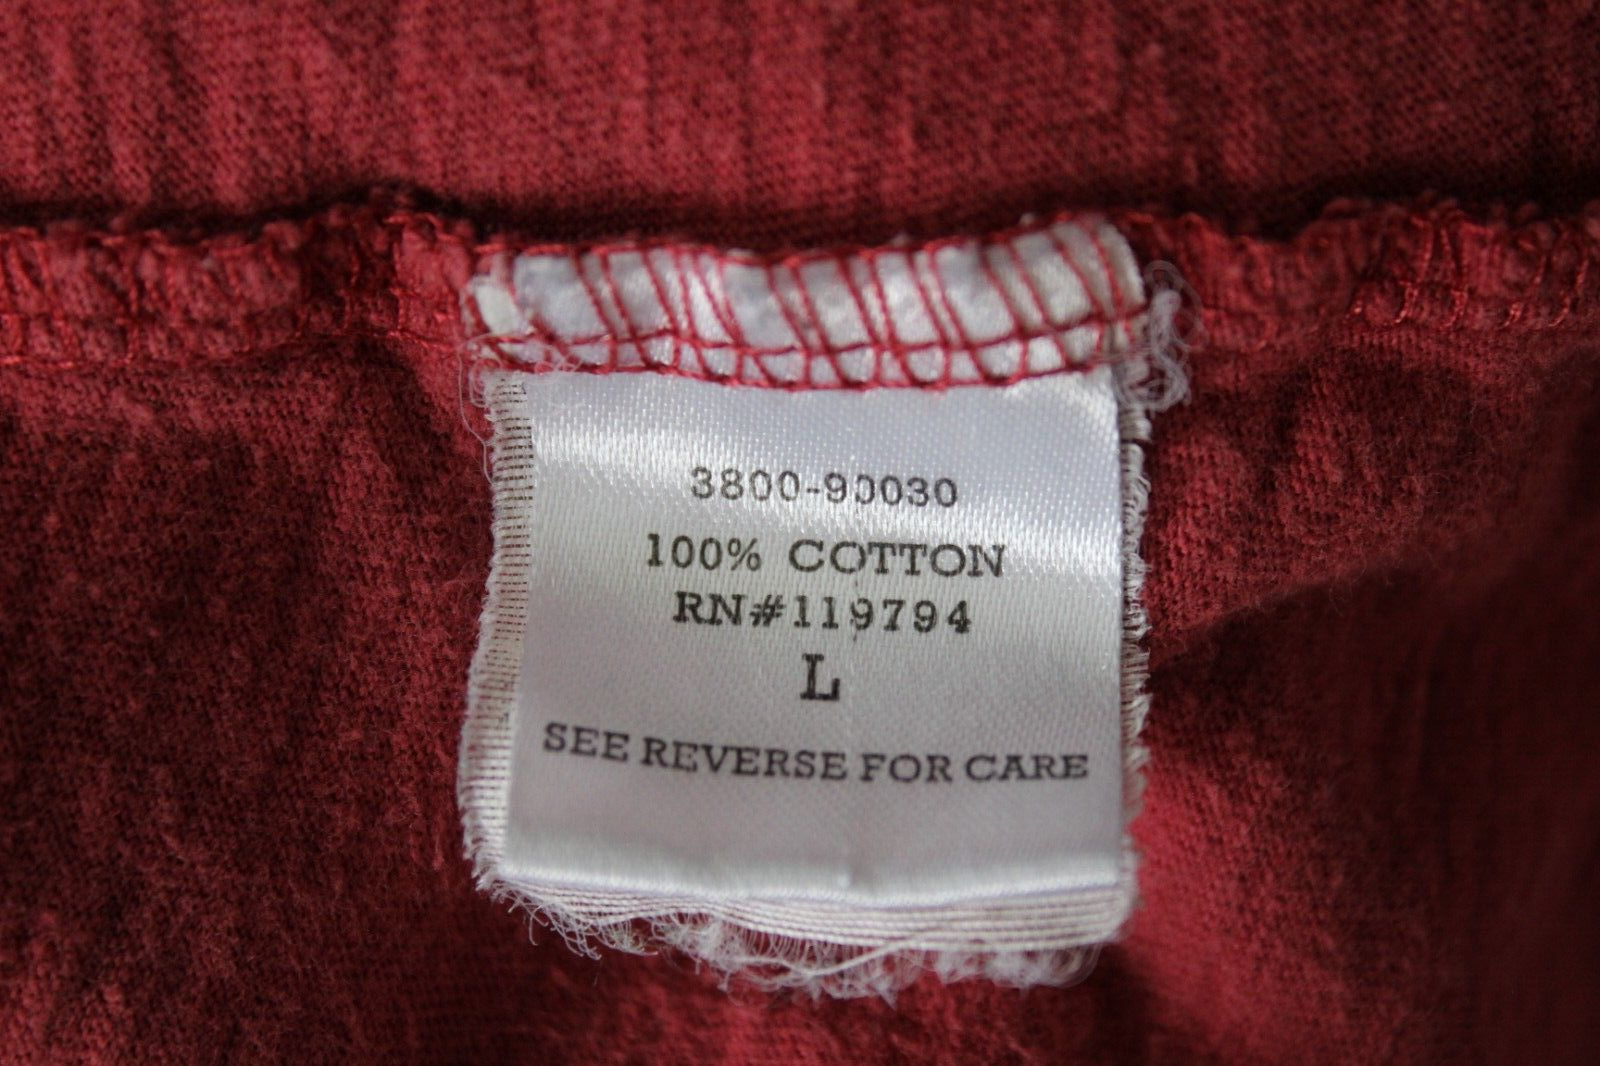 3800-90030
100% COTTON
RN#119794
L
SEE REVERSE FOR CARE